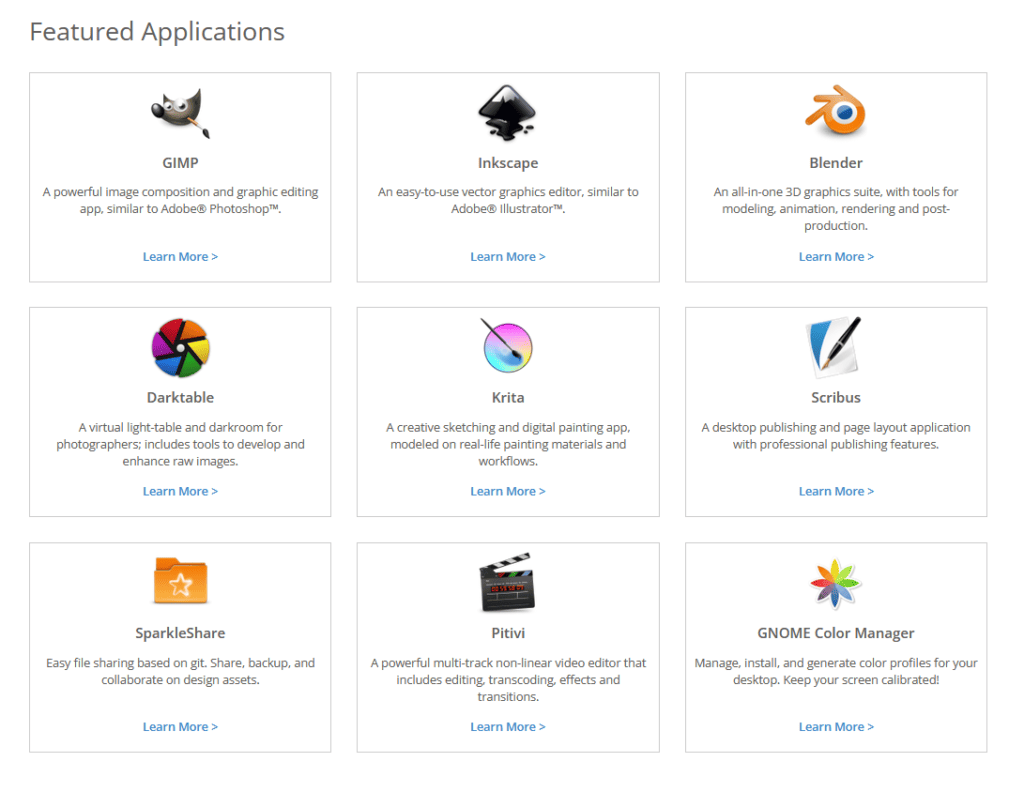 Featured Applications
GIMP
A powerful image composition and graphic editing
app, similar to Adobe® Photoshop™.
Learn More >
Inkscape
An easy-to-use vector graphics editor, similar to
Adobe® Illustrator™.
Learn More >
Blender
An all-in-one 3D graphics suite, with tools for
modeling, animation, rendering and post-
production.
Learn More >
Darktable
A virtual light-table and darkroom for
photographers; includes tools to develop and
enhance raw images.
Learn More >
Krita
A creative sketching and digital painting app,
modeled on real-life painting materials and
workflows.
Learn More >
Scribus
A desktop publishing and page layout application
with professional publishing features.
Learn More >
SparkleShare
Easy file sharing based on git. Share, backup, and
collaborate on design assets.
Learn More >
Pitivi
A powerful multi-track non-linear video editor that
includes editing, transcoding, effects and
transitions.
Learn More >
GNOME Color Manager
Manage, install, and generate color profiles for your
desktop. Keep your screen calibrated!
Learn More >